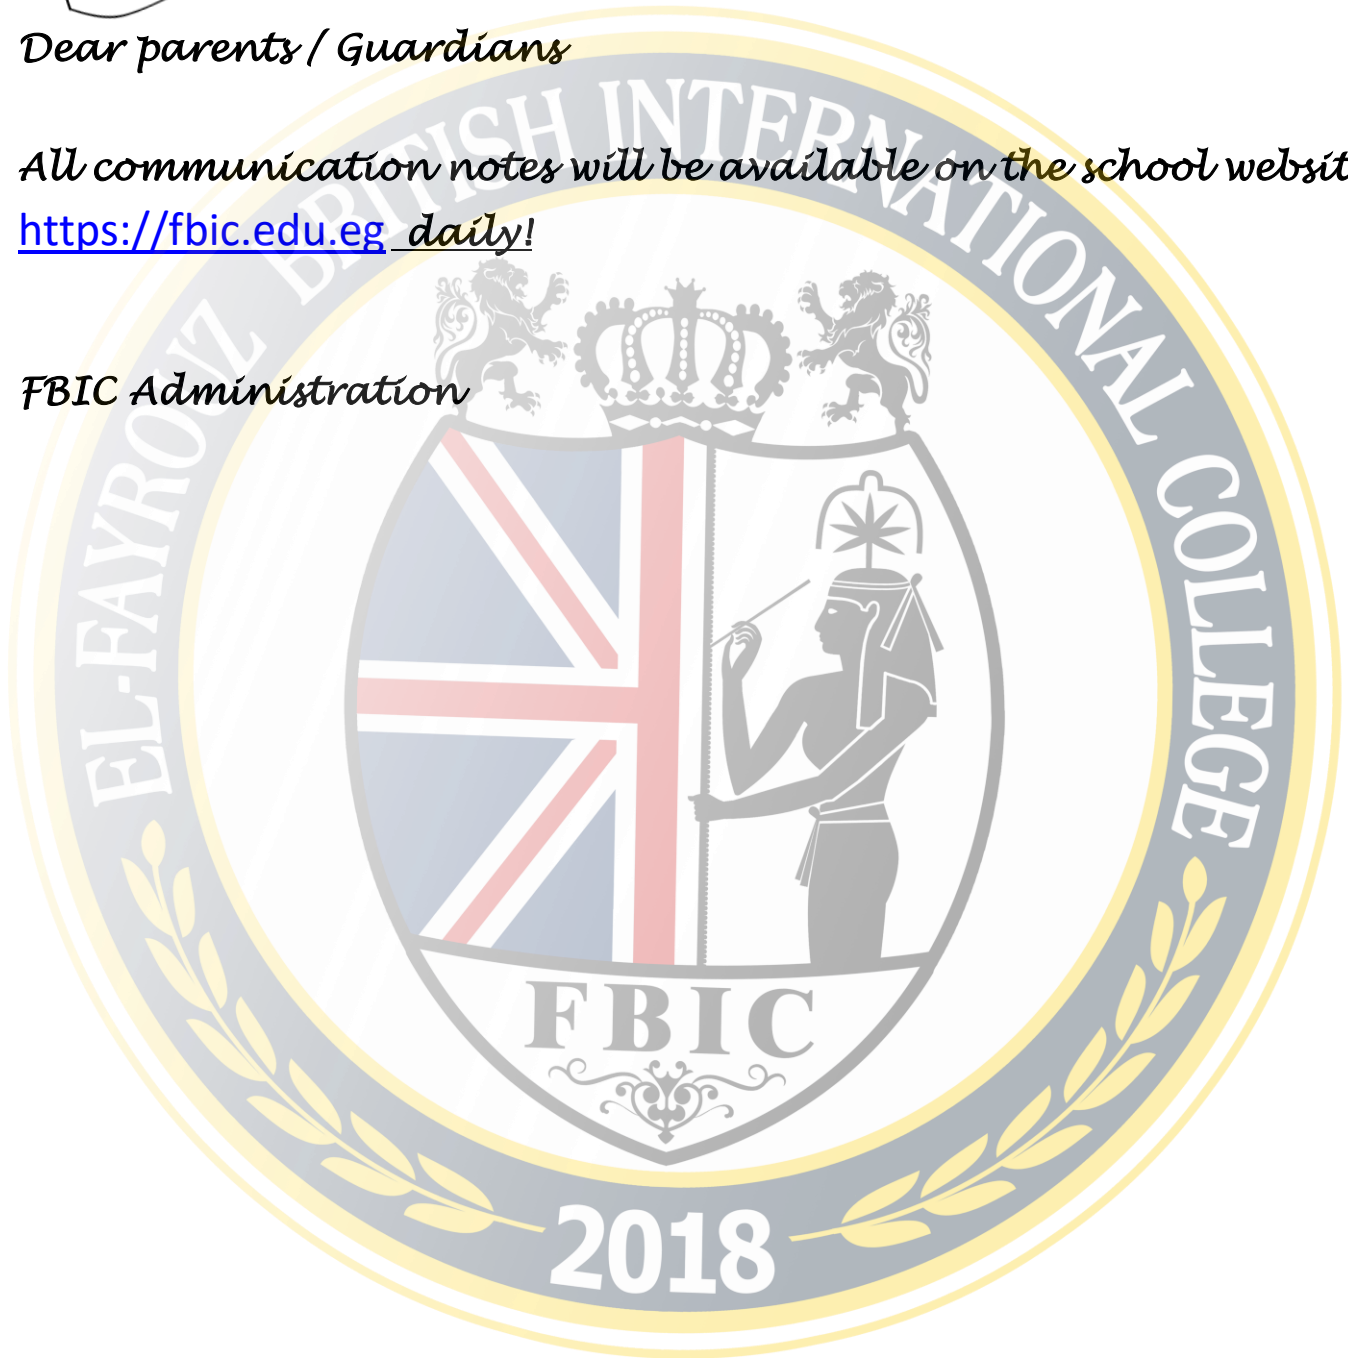 Dear parents / Guardians
All communication notes will be available on the school websit
https://fbic.edu.eg daily!
FBIC Administration
EL-FAYROUZ BRITISH INTERNATIONAL COLLEGE
FBIC
2018